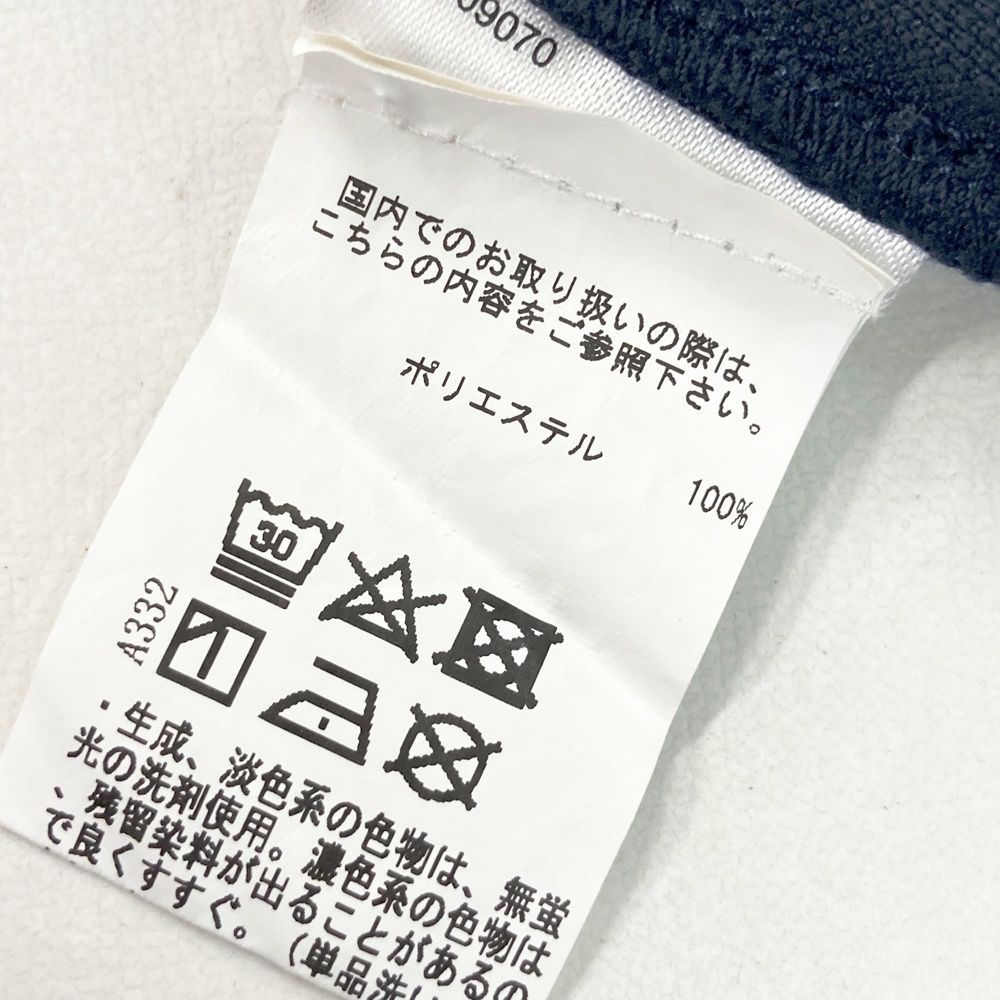 09070
国内でのお取り扱いの際は、
こちらの内容をご参照下さい。
ポリエステル
100%
30
A332
・生成、淡色系の色物は、無蛍
光の洗剤使用。濃色系の色物は
、残留染料が出ることがあるの
で良くすすぐ。(単品洗い